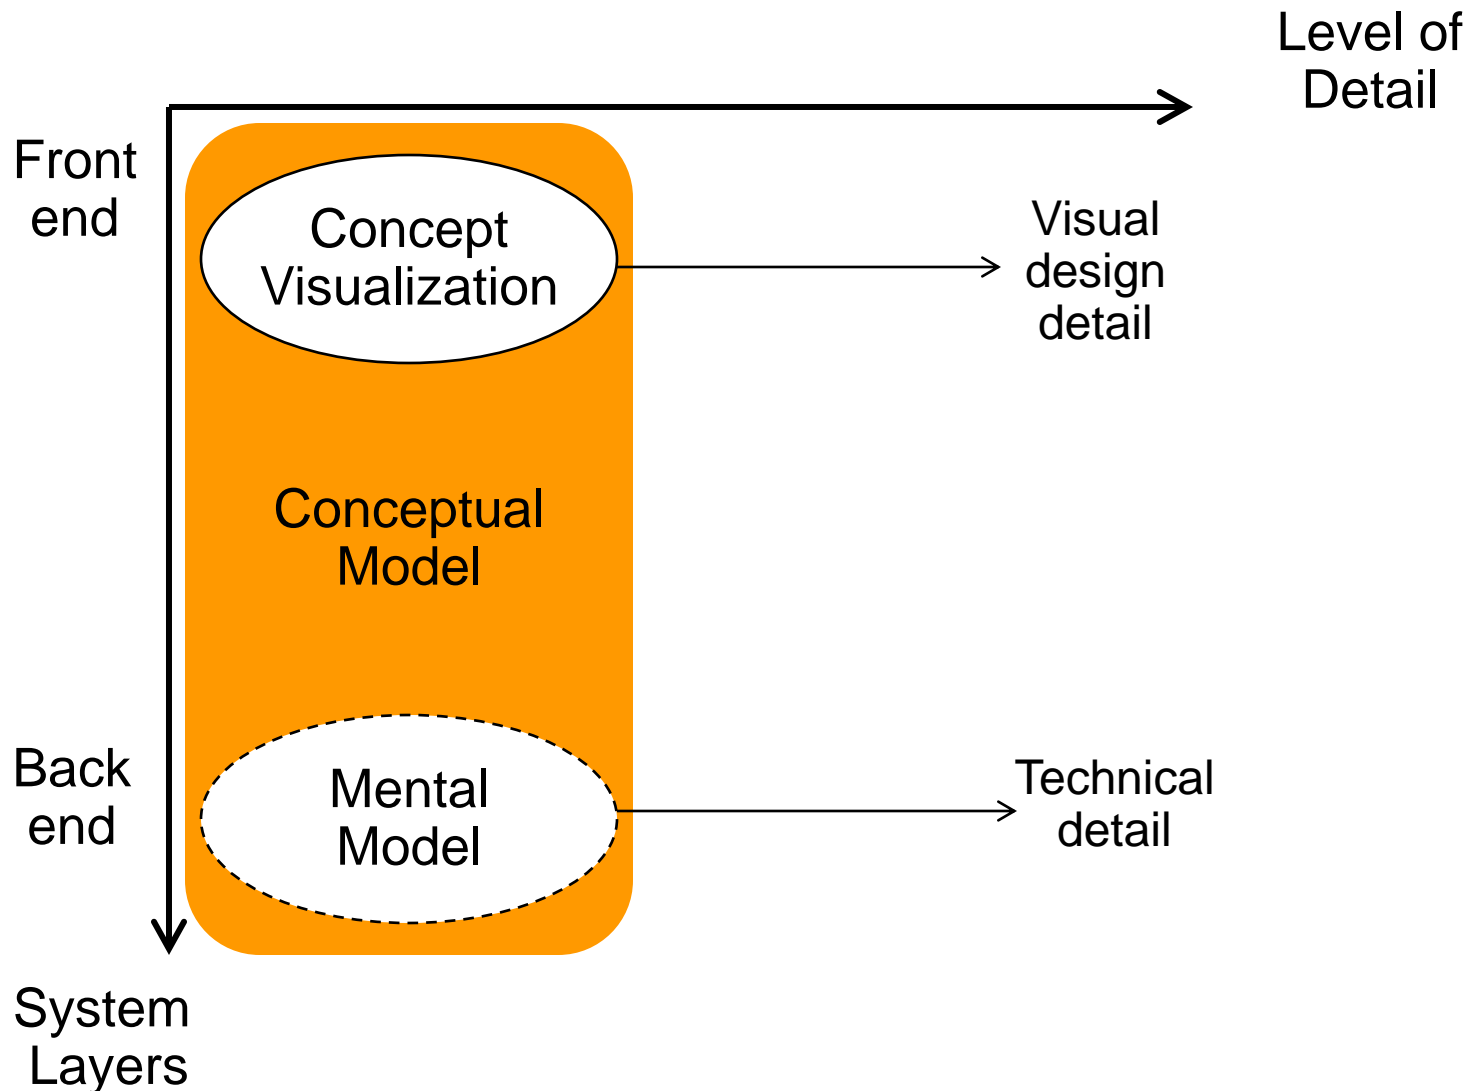 Level of
Detail
Front
end
Concept
Visualization
Visual
design
detail
Conceptual
Model
Back
end
Mental
Model
Technical
detail
System
Layers